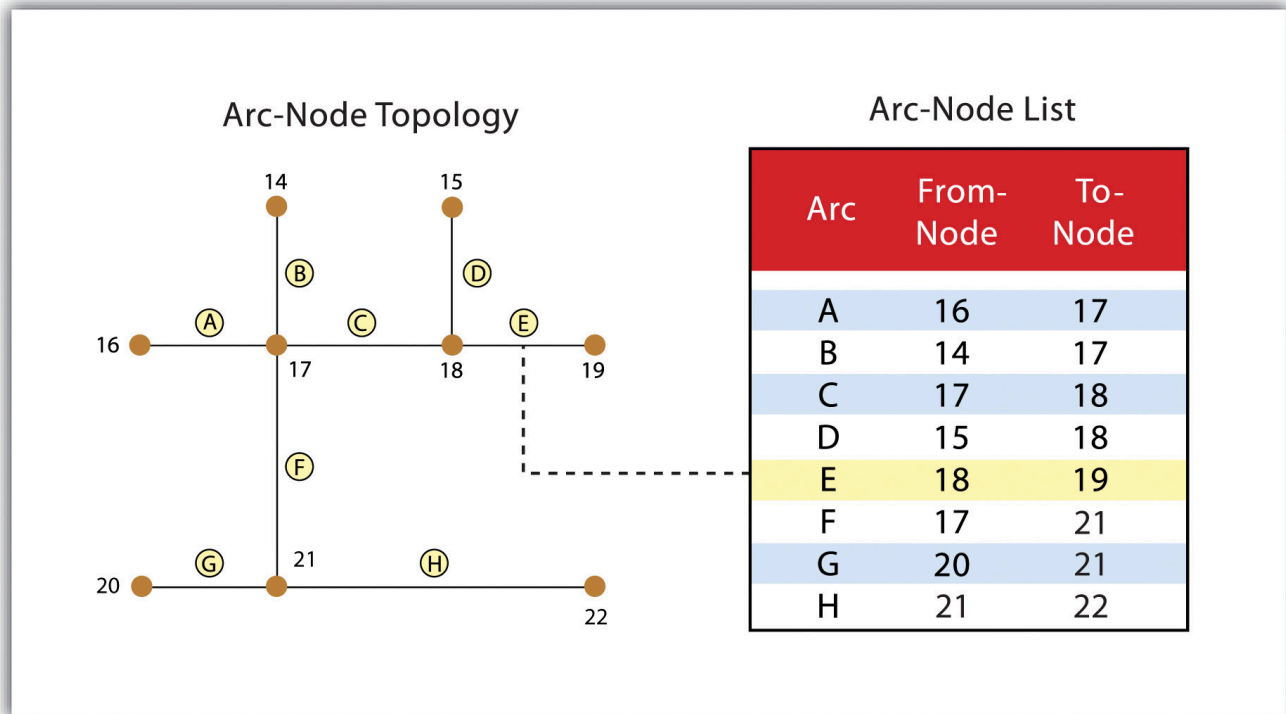 Arc-Node Topology
14
15
B
D
A
C
E
16
17
18
19
F
G
21
H
20
22
Arc-Node List
Arc From-Node To-Node
A 16 17
B 14 17
C 17 18
D 15 18
E 18 19
F 17 21
G 20 21
H 21 22